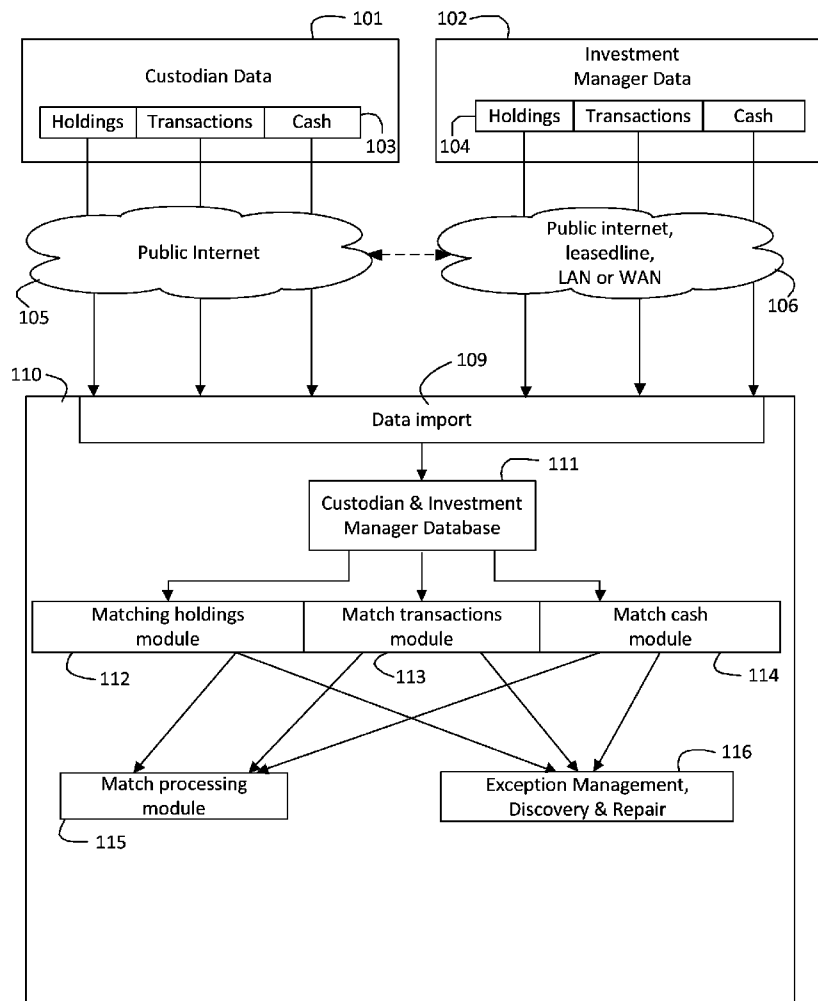 101
102
Custodian Data
Investment
Manager Data
Holdings Transactions Cash
103
104
Holdings Transactions Cash
Public Internet
Public internet,
leasedline,
LAN or WAN
105
106
110
109
Data import
111
Custodian & Investment
Manager Database
Matching holdings
module
Match transactions
module
Match cash
module
112
113
114
116
Match processing
module
Exception Management,
Discovery & Repair
115